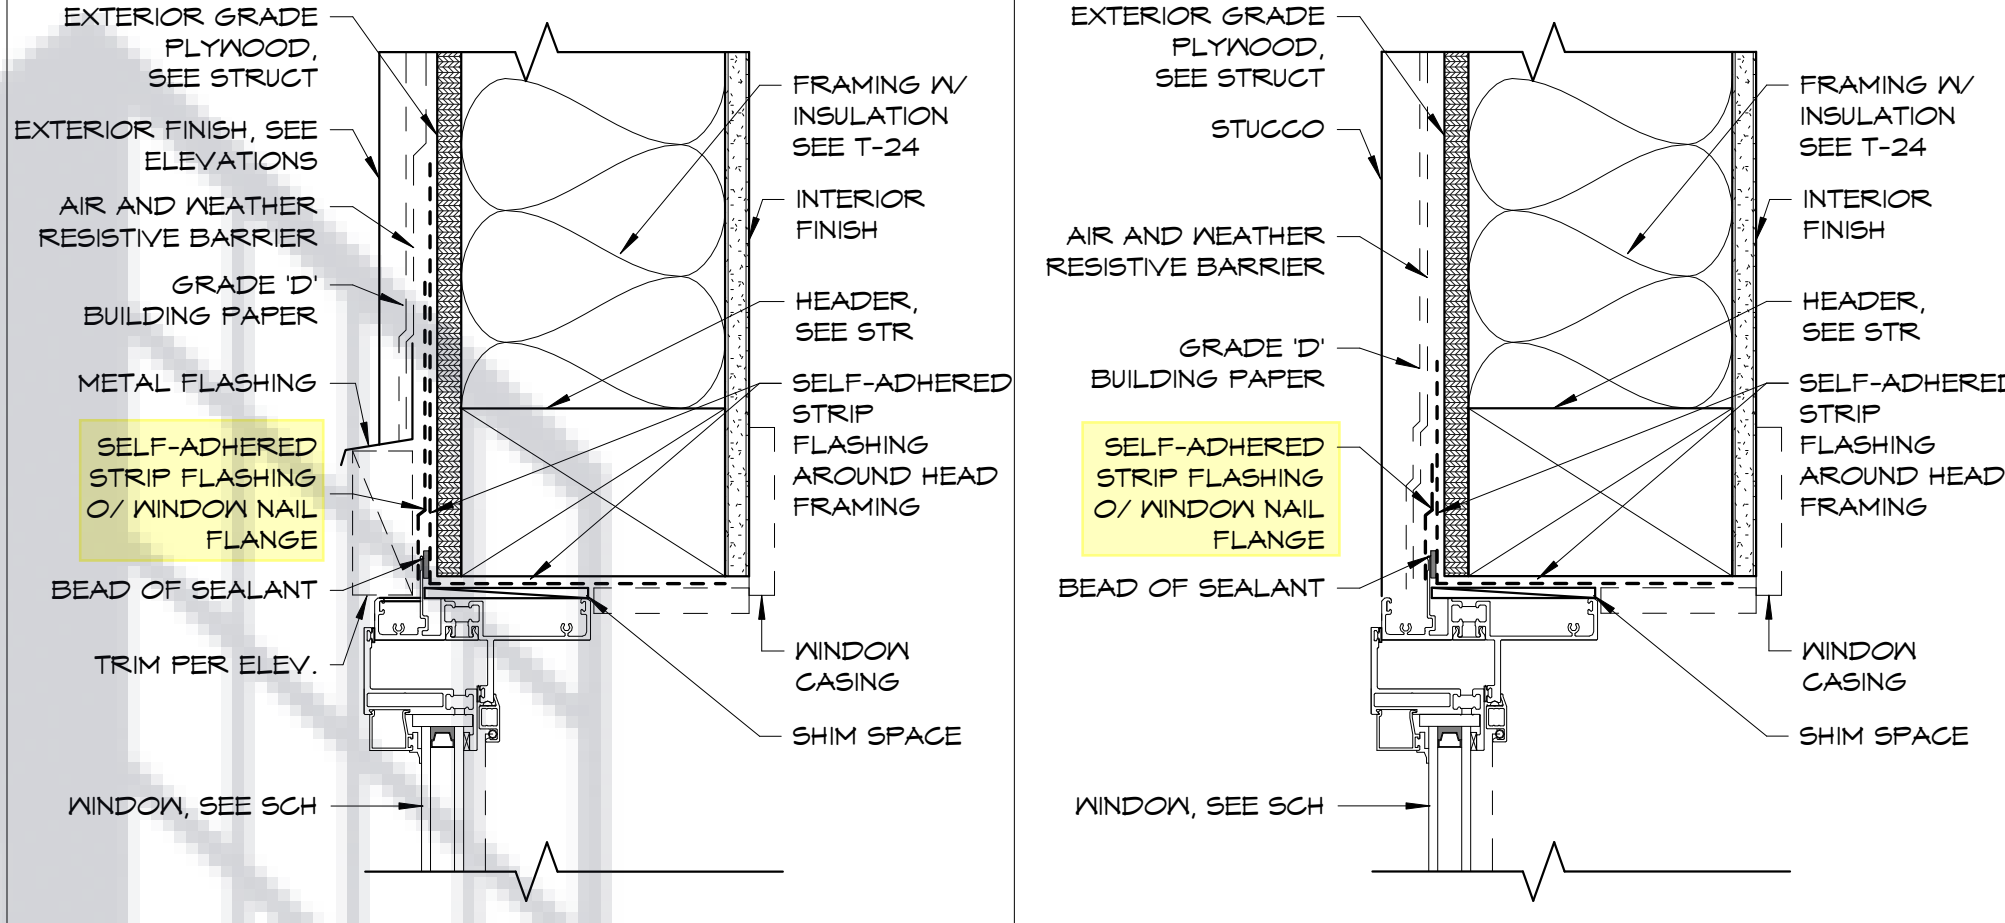 EXTERIOR GRADE
PLYWOOD,
SEE STRUCT
EXTERIOR FINISH, SEE
ELEVATIONS
AIR AND WEATHER
RESISTIVE BARRIER
GRADE 'D'
BUILDING PAPER
METAL FLASHING
SELF-ADHERED
STRIP FLASHING
O/ WINDOW NAIL
FLANGE
BEAD OF SEALANT
TRIM PER ELEV.
WINDOW, SEE SCH
FRAMING W/
INSULATION
SEE T-24
INTERIOR
FINISH
HEADER,
SEE STR
SELF-ADHERED
STRIP
FLASHING
AROUND HEAD
FRAMING
WINDOW
CASING
SHIM SPACE
EXTERIOR GRADE
PLYWOOD,
SEE STRUCT
STUCCO
AIR AND WEATHER
RESISTIVE BARRIER
GRADE 'D'
BUILDING PAPER
SELF-ADHERED
STRIP FLASHING
O/ WINDOW NAIL
FLANGE
BEAD OF SEALANT
WINDOW, SEE SCH
FRAMING W/
INSULATION
SEE T-24
INTERIOR
FINISH
HEADER,
SEE STR
SELF-ADHERED
STRIP
FLASHING
AROUND HEAD
FRAMING
WINDOW
CASING
SHIM SPACE